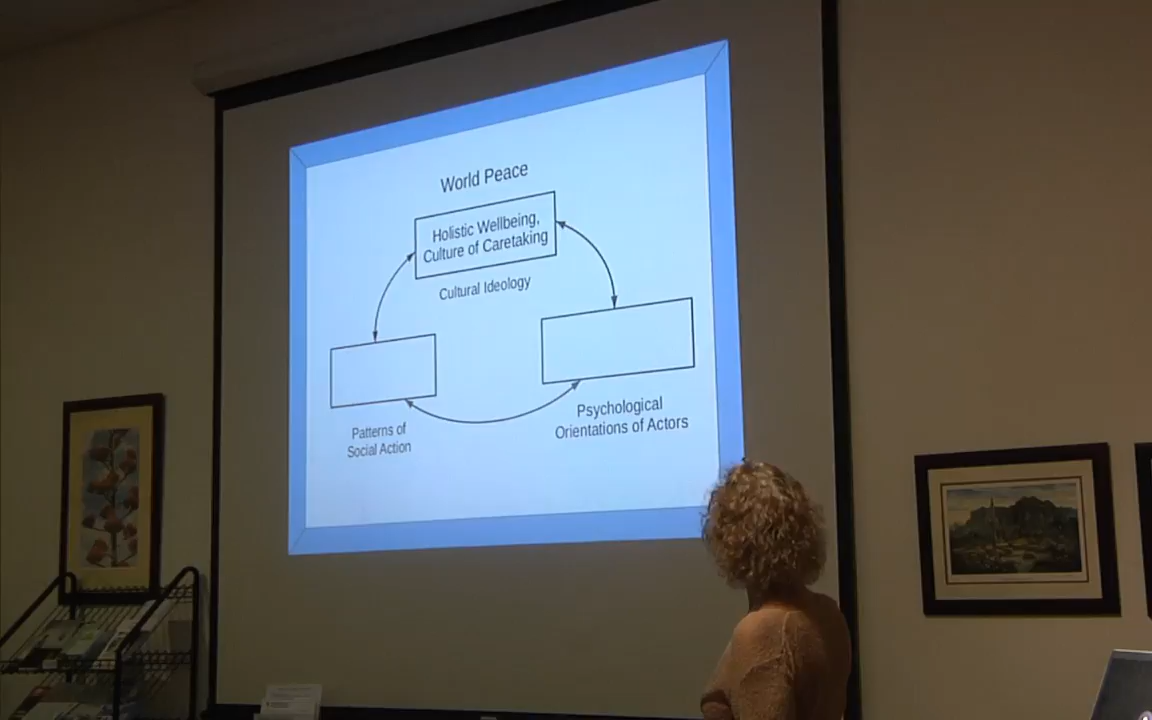 World Peace
Holistic Wellbeing,
Culture of Caretaking
Cultural Ideology
Psychological
Orientations of Actors
Patterns of
Social Action